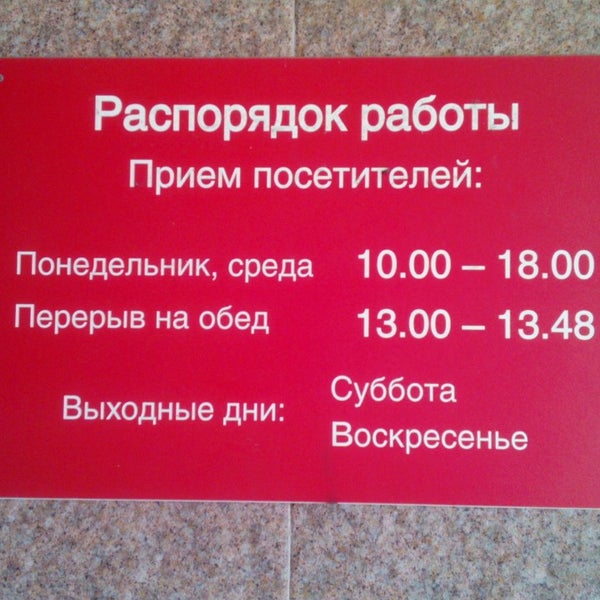 Распорядок работы
Прием посетителей:
Понедельник, среда 10.00 – 18.00
Перерыв на обед 13.00 – 13.48
Выходные дни: Суббота
Воскресенье